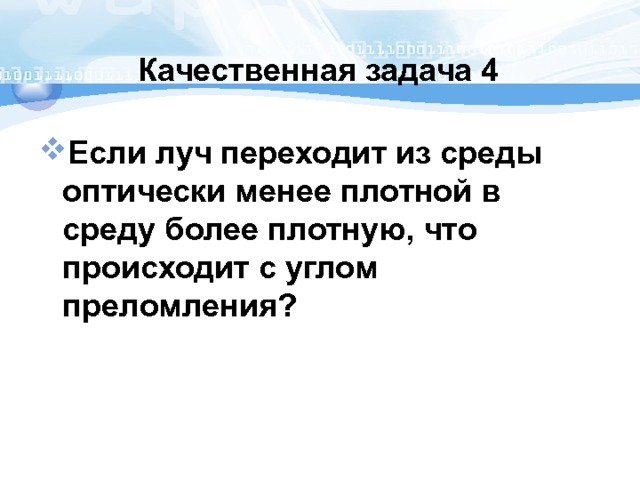 Качественная задача 4
Если луч переходит из среды
оптически менее плотной в
среду более плотную, что
происходит с углом
преломления?